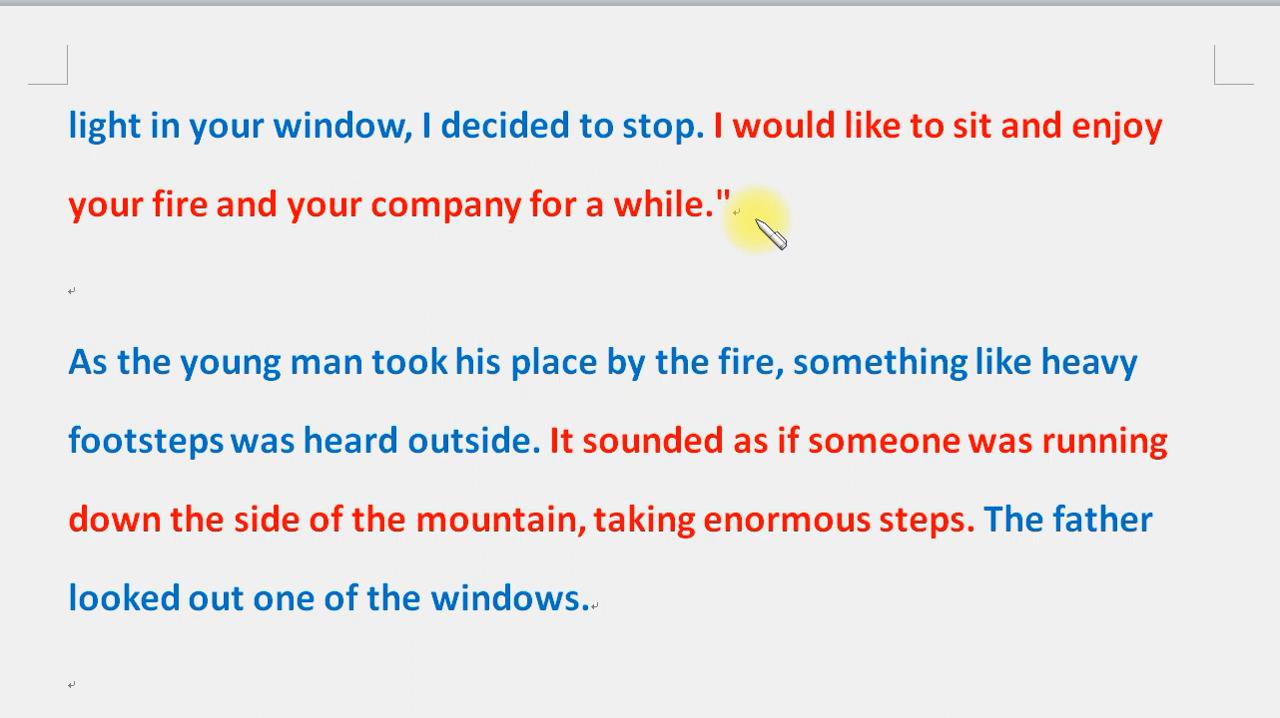 light in your window, I decided to stop. I would like to sit and enjoy
your fire and your company for a while."
As the young man took his place by the fire, something like heavy
footsteps was heard outside. It sounded as if someone was running
down the side of the mountain, taking enormous steps. The father
looked out one of the windows.